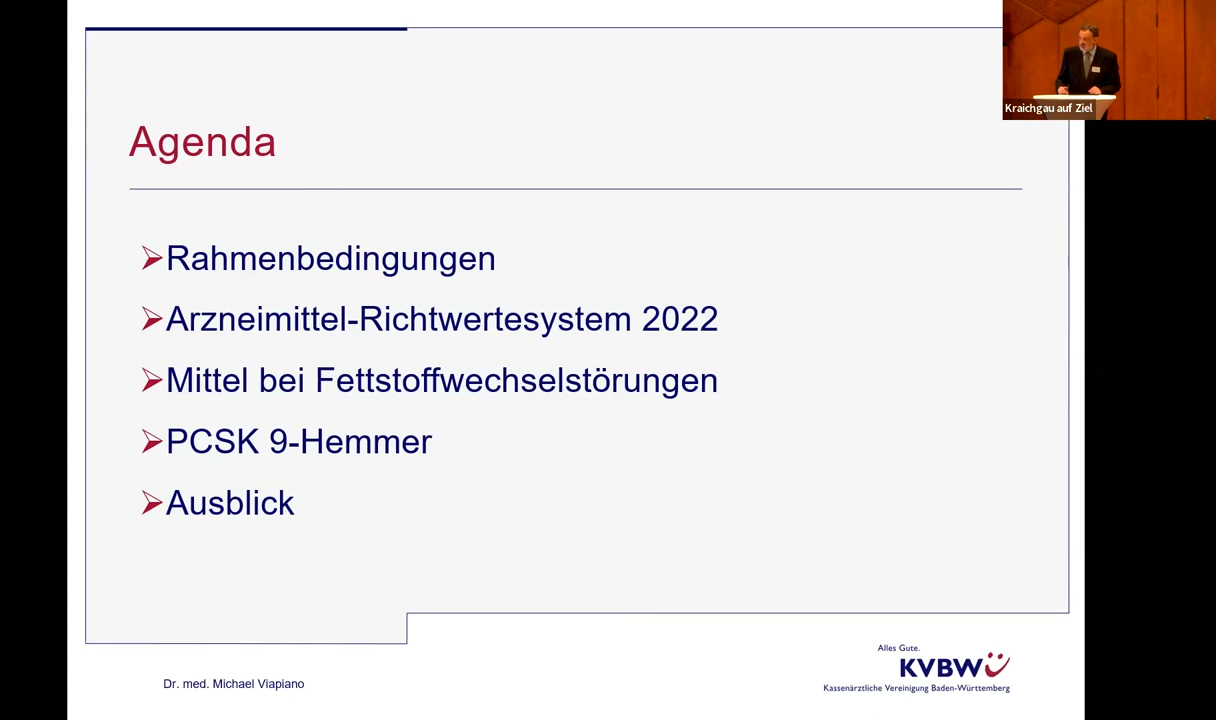 Kraichgau auf Ziel
Agenda
Rahmenbedingungen
Arzneimittel-Richtwertesystem 2022
Mittel bei Fettstoffwechselstörungen
PCSK 9-Hemmer
Ausblick
Dr. med. Michael Viapiano
Alles Gute.
KVBW
Kassenärztliche Vereinigung Baden-Württemberg